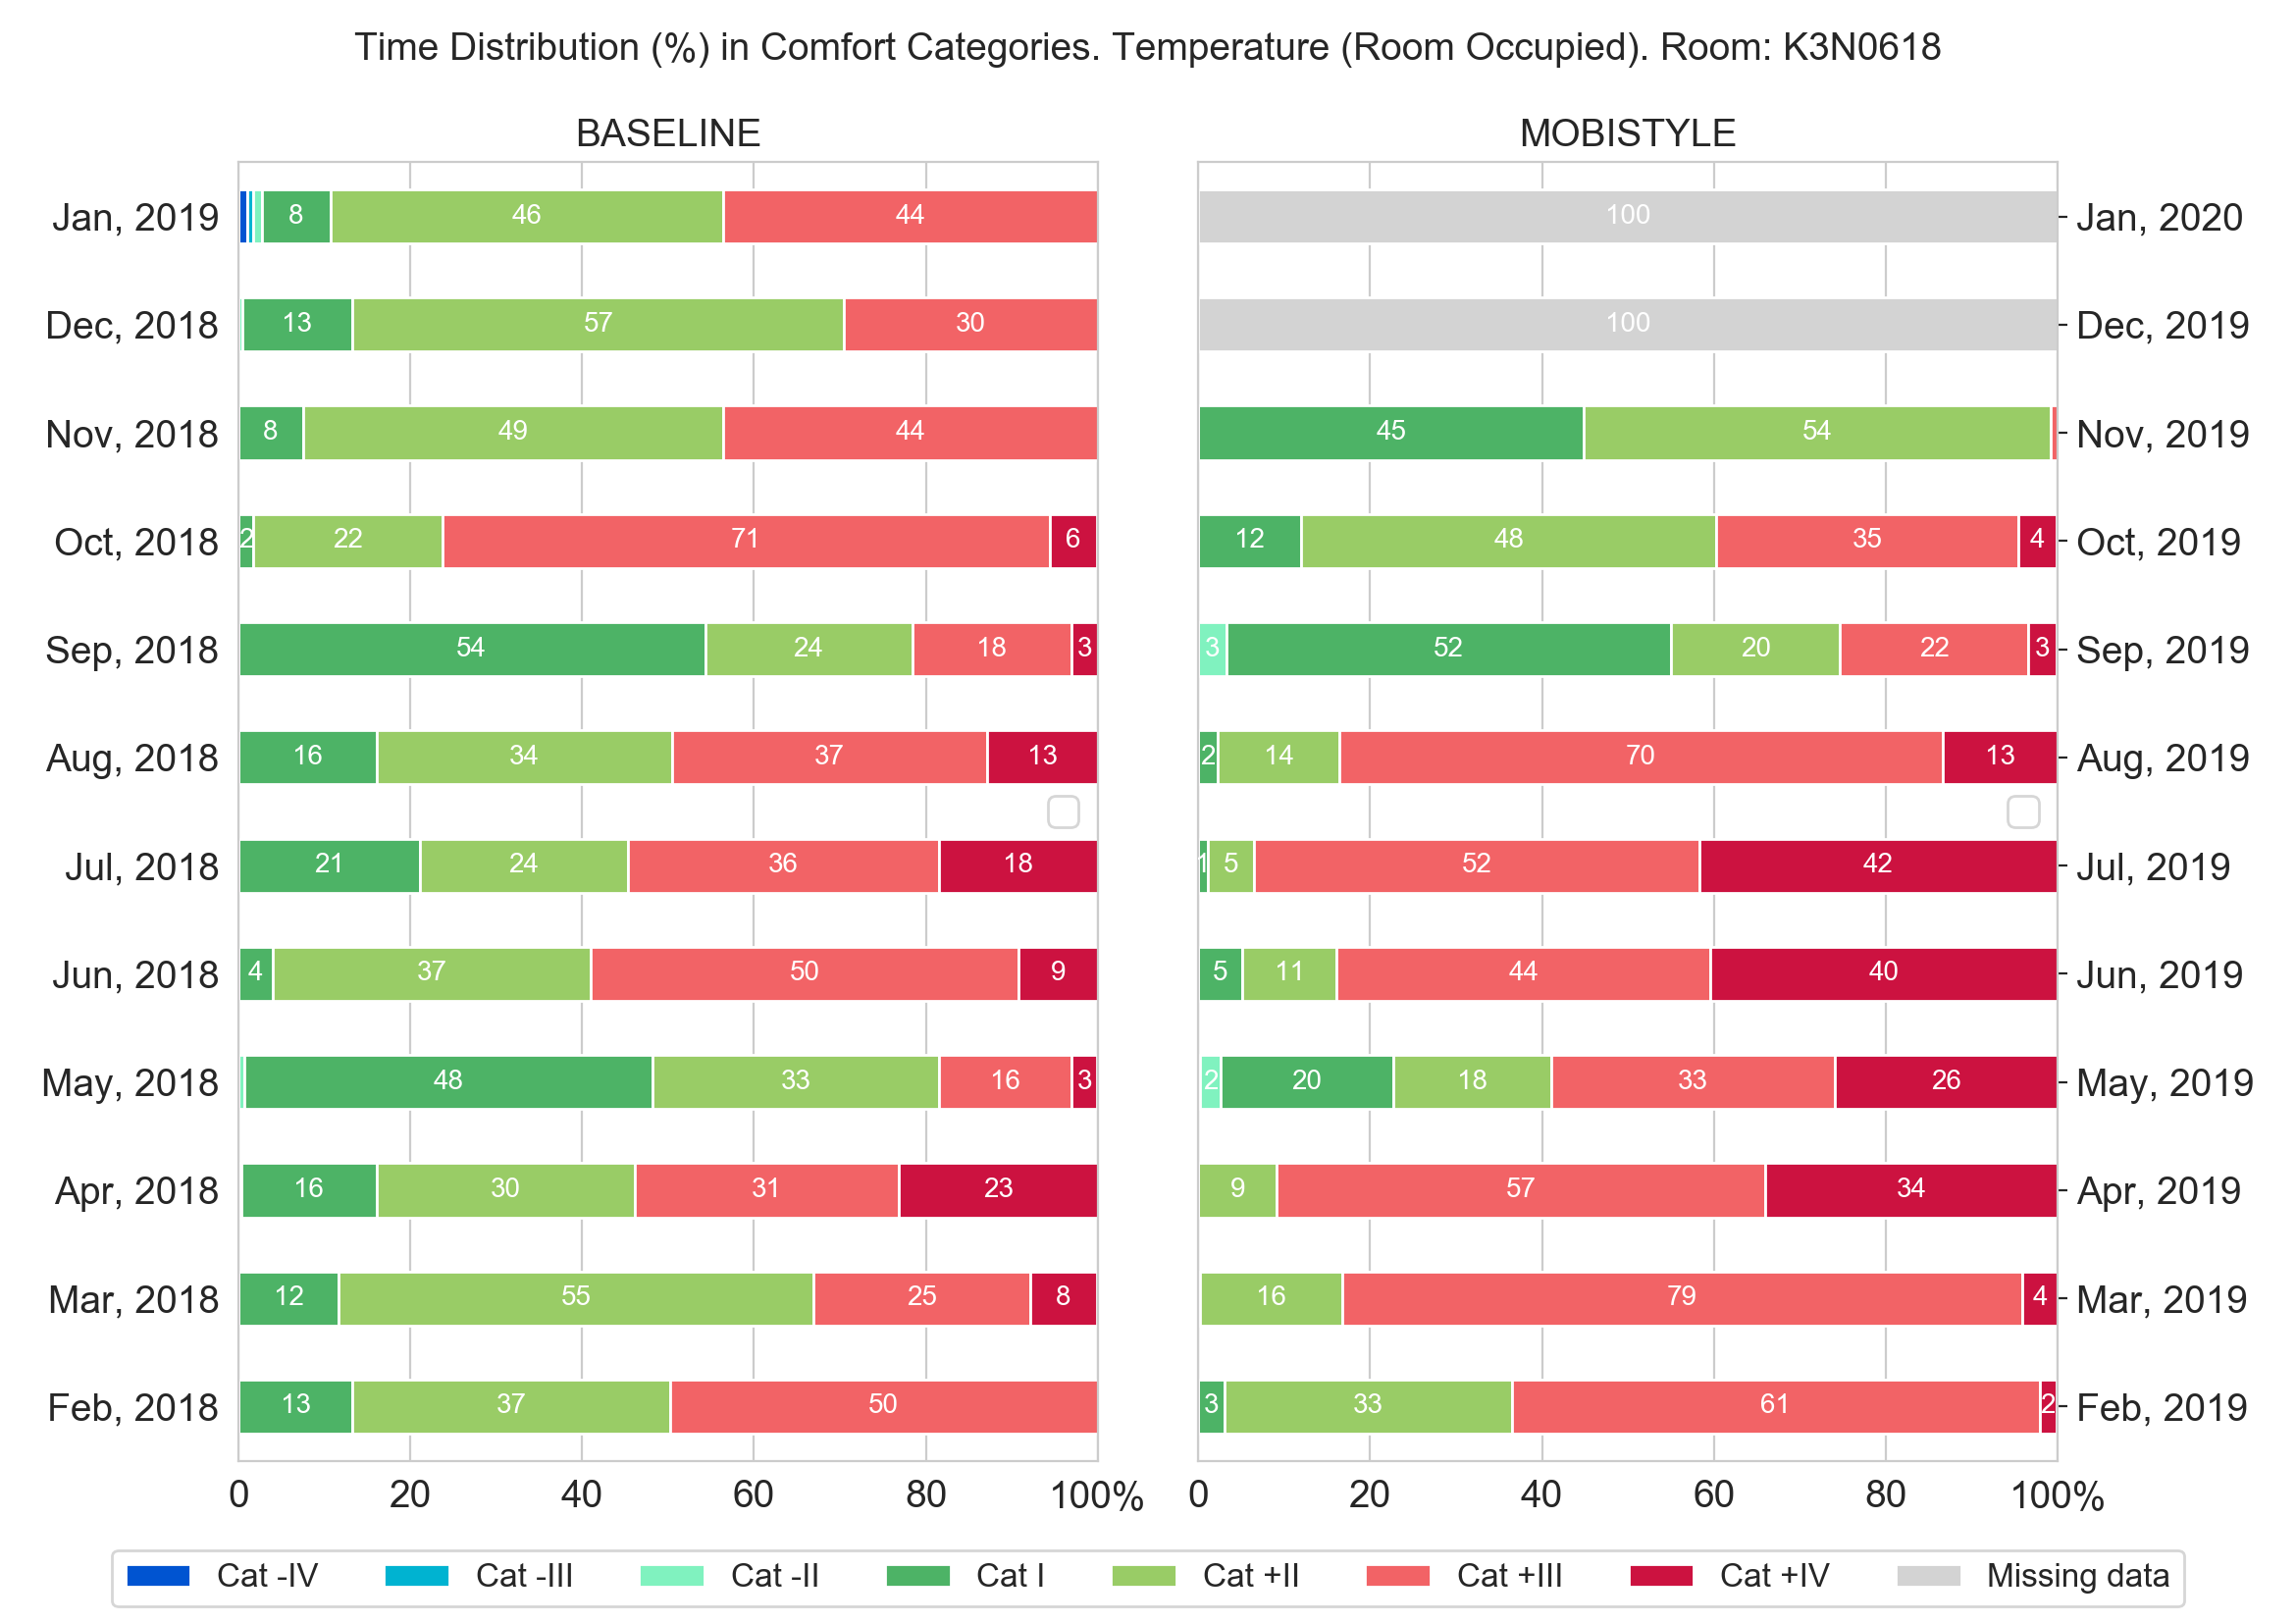 Time Distribution (%) in Comfort Categories. Temperature (Room Occupied). Room: K3N0618
BASELINE
MOBISTYLE
Jan, 2019
8 46 44
100
Jan, 2020
Dec, 2018
13 57 30
100
Dec, 2019
Nov, 2018
8 49 44
45 54
Nov, 2019
Oct, 2018
2 22 71 6
12 48 35 4
Oct, 2019
Sep, 2018
54 24 18 3
3 52 20 22 3
Sep, 2019
Aug, 2018
16 34 37 13
2 14 70 13
Aug, 2019
Jul, 2018
21 24 36 18
1 5 52 42
Jul, 2019
Jun, 2018
4 37 50 9
5 11 44 40
Jun, 2019
May, 2018
48 33 16 3
2 20 18 33 26
May, 2019
Apr, 2018
16 30 31 23
9 57 34
Apr, 2019
Mar, 2018
12 55 25 8
16 79 4
Mar, 2019
Feb, 2018
13 37 50
3 33 61 2
Feb, 2019
0 20 40 60 80 100%
0 20 40 60 80 100%
Cat -IV Cat -III Cat -II Cat I Cat +II Cat +III Cat +IV Missing data